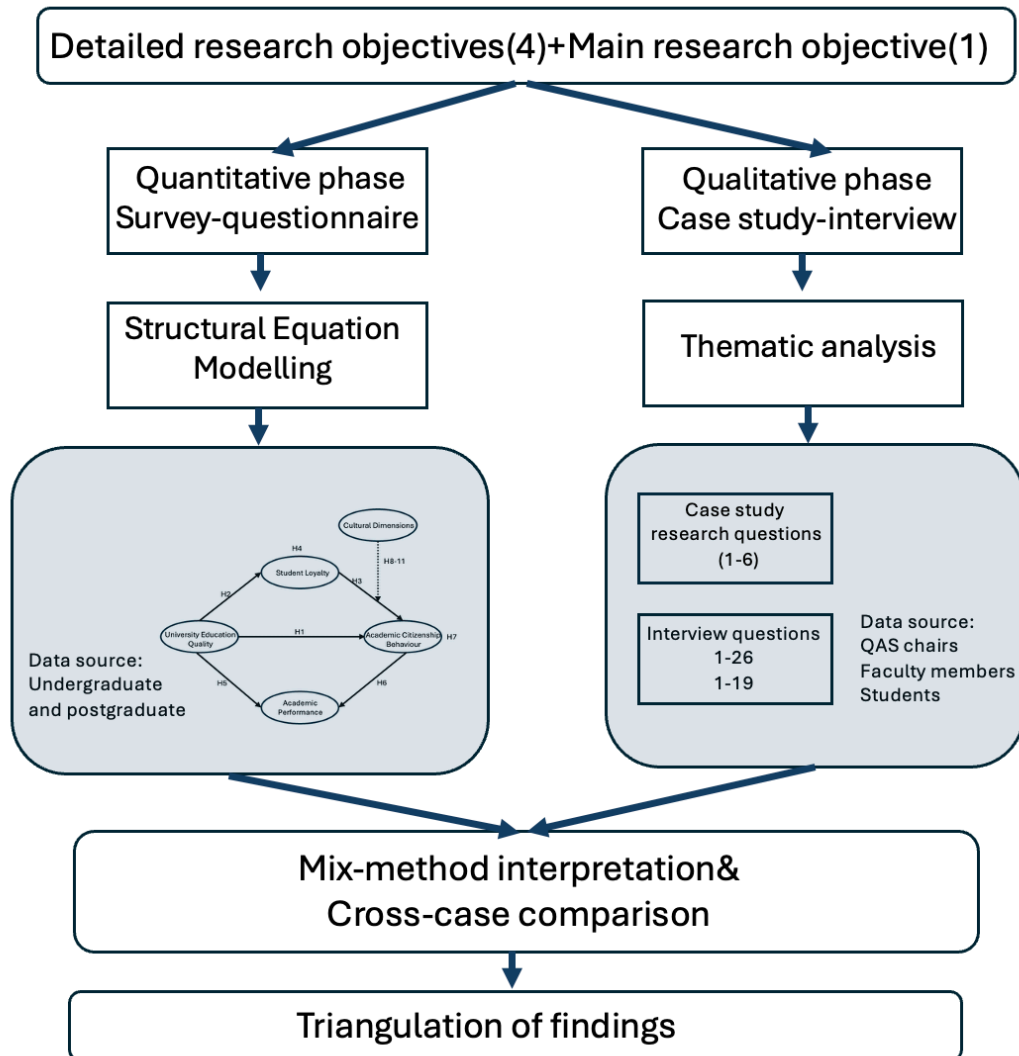 Detailed research objectives(4)+Main research objective(1)
Quantitative phase
Survey-questionnaire
Qualitative phase
Case study-interview
Structural Equation
Modelling
Thematic analysis
Cultural Dimensions
H4
H8-11
Student Loyalty
H3
H2
University Education
Quality
H1
Academic Citizenship
Behaviour
H7
H5
H6
Academic
Performance
Data source:
Undergraduate
and postgraduate
Case study
research questions
(1-6)
Interview questions
1-26
1-19
Data source:
QAS chairs
Faculty members
Students
Mix-method interpretation&
Cross-case comparison
Triangulation of findings